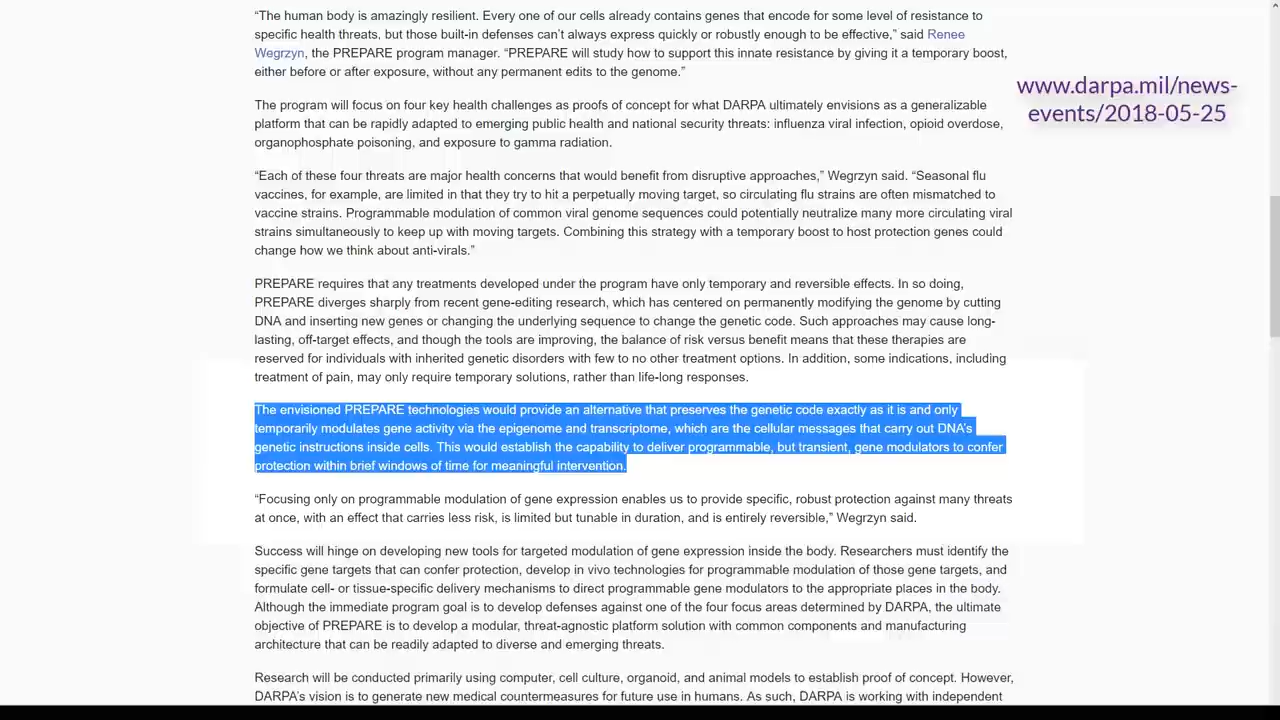 “The human body is amazingly resilient. Every one of our cells already contains genes that encode for some level of resistance to
specific health threats, but those built-in defenses can’t always express quickly or robustly enough to be effective,” said Renee
Wegrzyn, the PREPARE program manager. “PREPARE will study how to support this innate resistance by giving it a temporary boost,
either before or after exposure, without any permanent edits to the genome.”
www.darpa.mil/news-
events/2018-05-25
The program will focus on four key health challenges as proofs of concept for what DARPA ultimately envisions as a generalizable
platform that can be rapidly adapted to emerging public health and national security threats: influenza viral infection, opioid overdose,
organophosphate poisoning, and exposure to gamma radiation.
“Each of these four threats are major health concerns that would benefit from disruptive approaches,” Wegrzyn said. “Seasonal flu
vaccines, for example, are limited in that they try to hit a perpetually moving target, so circulating flu strains are often mismatched to
vaccine strains. Programmable modulation of common viral genome sequences could potentially neutralize many more circulating viral
strains simultaneously to keep up with moving targets. Combining this strategy with a temporary boost to host protection genes could
change how we think about anti-virals.”
PREPARE requires that any treatments developed under the program have only temporary and reversible effects. In so doing,
PREPARE diverges sharply from recent gene-editing research, which has centered on permanently modifying the genome by cutting
DNA and inserting new genes or changing the underlying sequence to change the genetic code. Such approaches may cause long-
lasting, off-target effects, and though the tools are improving, the balance of risk versus benefit means that these therapies are
reserved for individuals with inherited genetic disorders with few to no other treatment options. In addition, some indications, including
treatment of pain, may only require temporary solutions, rather than life-long responses.
The envisioned PREPARE technologies would provide an alternative that preserves the genetic code exactly as it is and only
temporarily modulates gene activity via the epigenome and transcriptome, which are the cellular messages that carry out DNA’s
genetic instructions inside cells. This would establish the capability to deliver programmable, but transient, gene modulators to confer
protection within brief windows of time for meaningful intervention.
“Focusing only on programmable modulation of gene expression enables us to provide specific, robust protection against many threats
at once, with an effect that carries less risk, is limited but tunable in duration, and is entirely reversible,” Wegrzyn said.
Success will hinge on developing new tools for targeted modulation of gene expression inside the body. Researchers must identify the
specific gene targets that can confer protection, develop in vivo technologies for programmable modulation of those gene targets, and
formulate cell- or tissue-specific delivery mechanisms to direct programmable gene modulators to the appropriate places in the body.
Although the immediate program goal is to develop defenses against one of the four focus areas determined by DARPA, the ultimate
objective of PREPARE is to develop a modular, threat-agnostic platform solution with common components and manufacturing
architecture that can be readily adapted to diverse and emerging threats.
Research will be conducted primarily using computer, cell culture, organoid, and animal models to establish proof of concept. However,
DARPA’s vision is to generate new medical countermeasures for future use in humans. As such, DARPA is working with independent